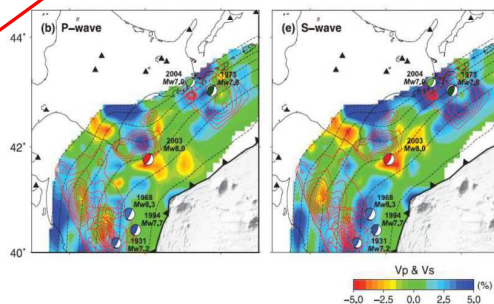 44°
(b) P-wave
2004
Mw7.0
1973
Mw7.8
42°
2003
Mw8.0
1968
Mw8.3
1994
Mw7.7
1931
Mw7.2
40°
(e) S-wave
2004
Mw7.0
1973
Mw7.8
2003
Mw8.0
1968
Mw8.3
1994
Mw7.7
1931
Mw7.2
Vp & Vs
(%)
−5.0 −2.5 0.0 2.5 5.0